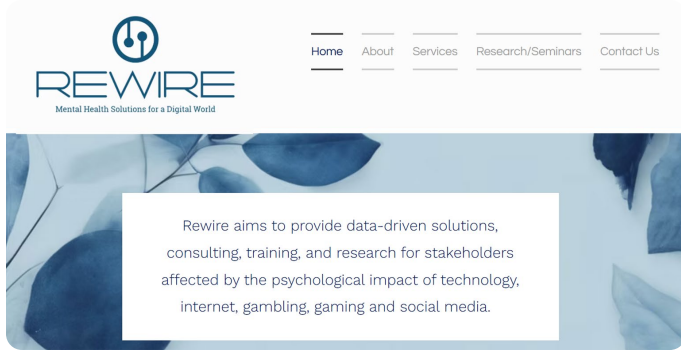 REWIRE
Mental Health Solutions for a Digital World
Home About Services Research/Seminars Contact Us
Rewire aims to provide data-driven solutions,
consulting, training, and research for stakeholders
affected by the psychological impact of technology,
internet, gambling, gaming and social media.